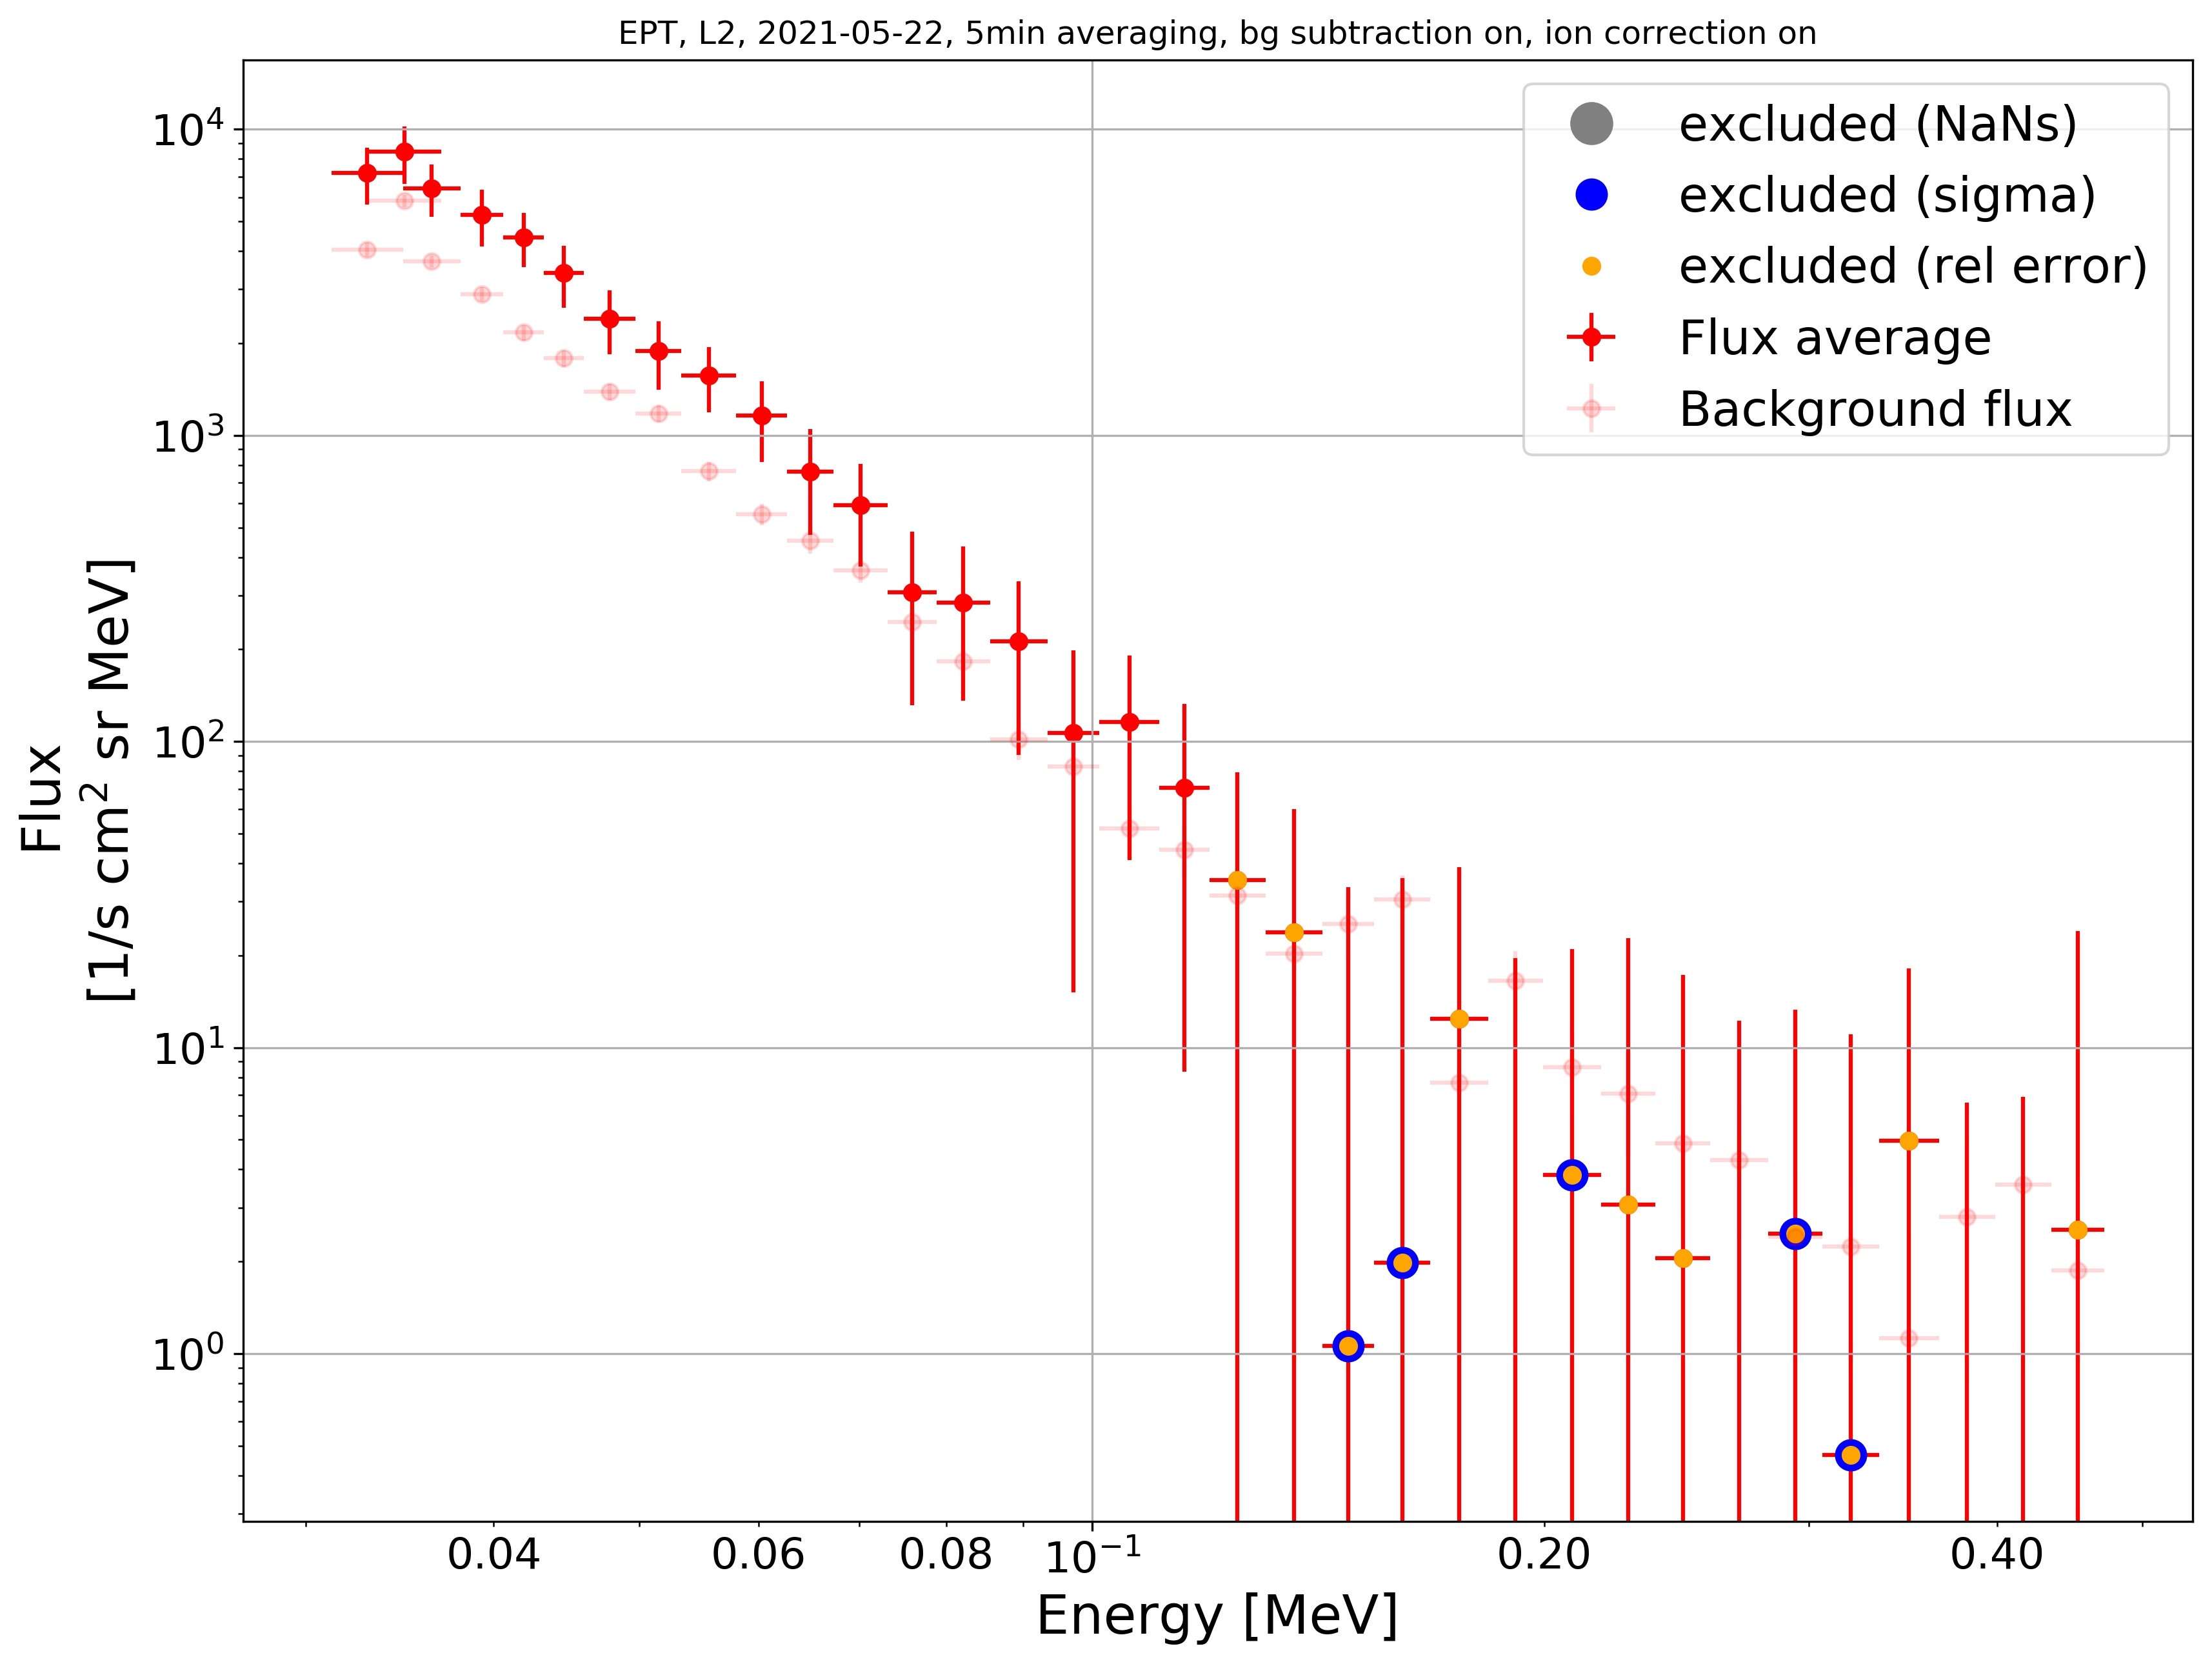 EPT, L2, 2021-05-22, 5min averaging, bg subtraction on, ion correction on
excluded (NaNs)
excluded (sigma)
excluded (rel error)
Flux average
Background flux
10⁴
10³
10²
10¹
10⁰
Flux
[1/s cm² sr MeV]
0.04
0.06
0.08
10⁻¹
0.20
0.40
Energy [MeV]